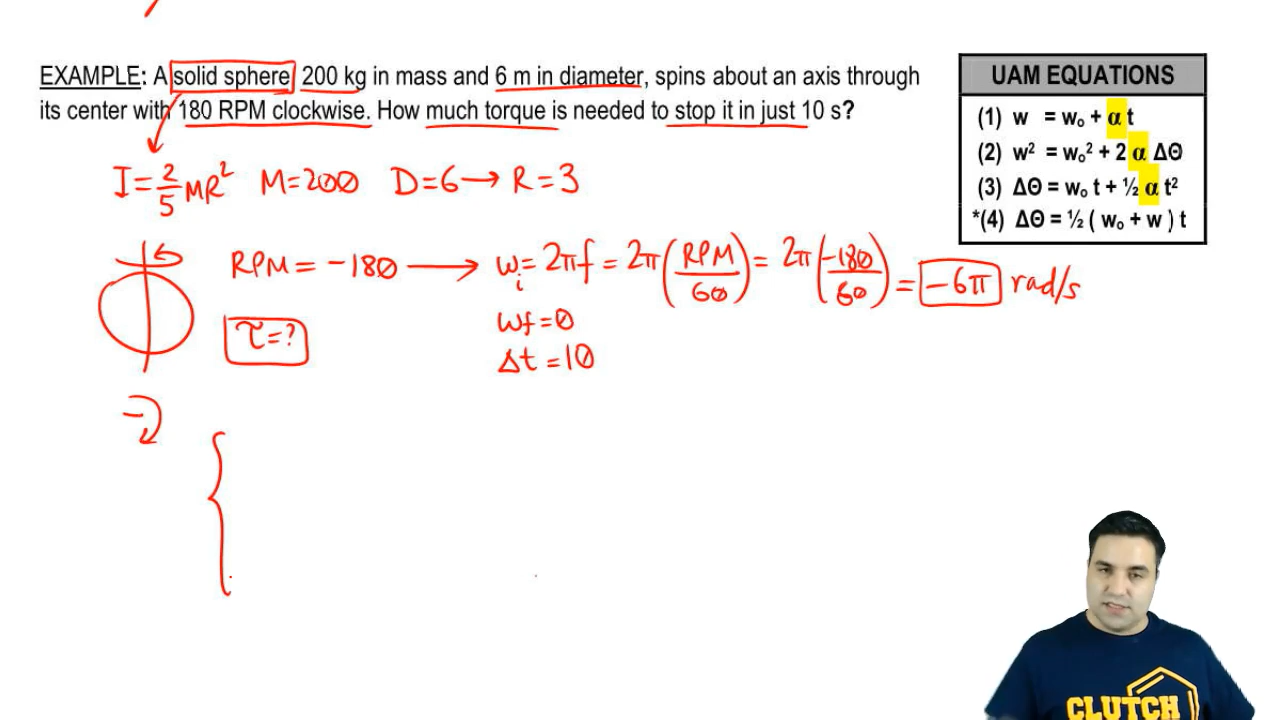 EXAMPLE: A solid sphere 200 kg in mass and 6 m in diameter, spins about an axis through
its center with 180 RPM clockwise. How much torque is needed to stop it in just 10 s?
UAM EQUATIONS
(1) w = w₀ + α t
(2) w² = w₀² + 2 α ΔΘ
(3) ΔΘ = w₀ t + ½ α t²
*(4) ΔΘ = ½ ( w₀ + w ) t
I = 2/5 MR² M=200 D=6 → R=3
RPM = -180 → wᵢ = 2πf = 2π(RPM/60) = 2π(-180/60) = -6π rad/s
τ=?
wf=0
Δt=10
-
CLUTCH